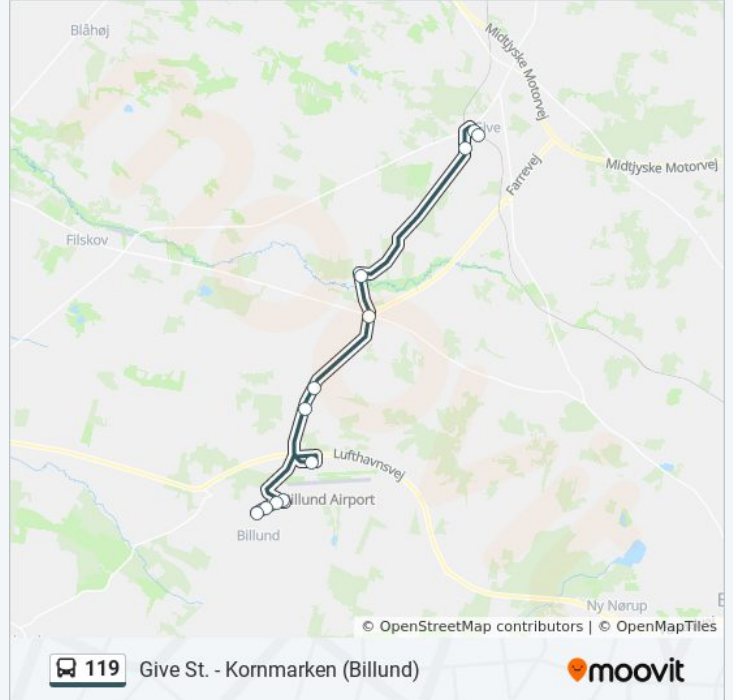 Blåhøj
Midtjyske Motorvej
Give
Midtjyske Motorvej
Farrevej
Filskov
Lufthavnsvej
Billund Airport
Billund
Ny Nørup
© OpenStreetMap contributors | © OpenMapTiles
119 Give St. - Kornmarken (Billund)
moovit